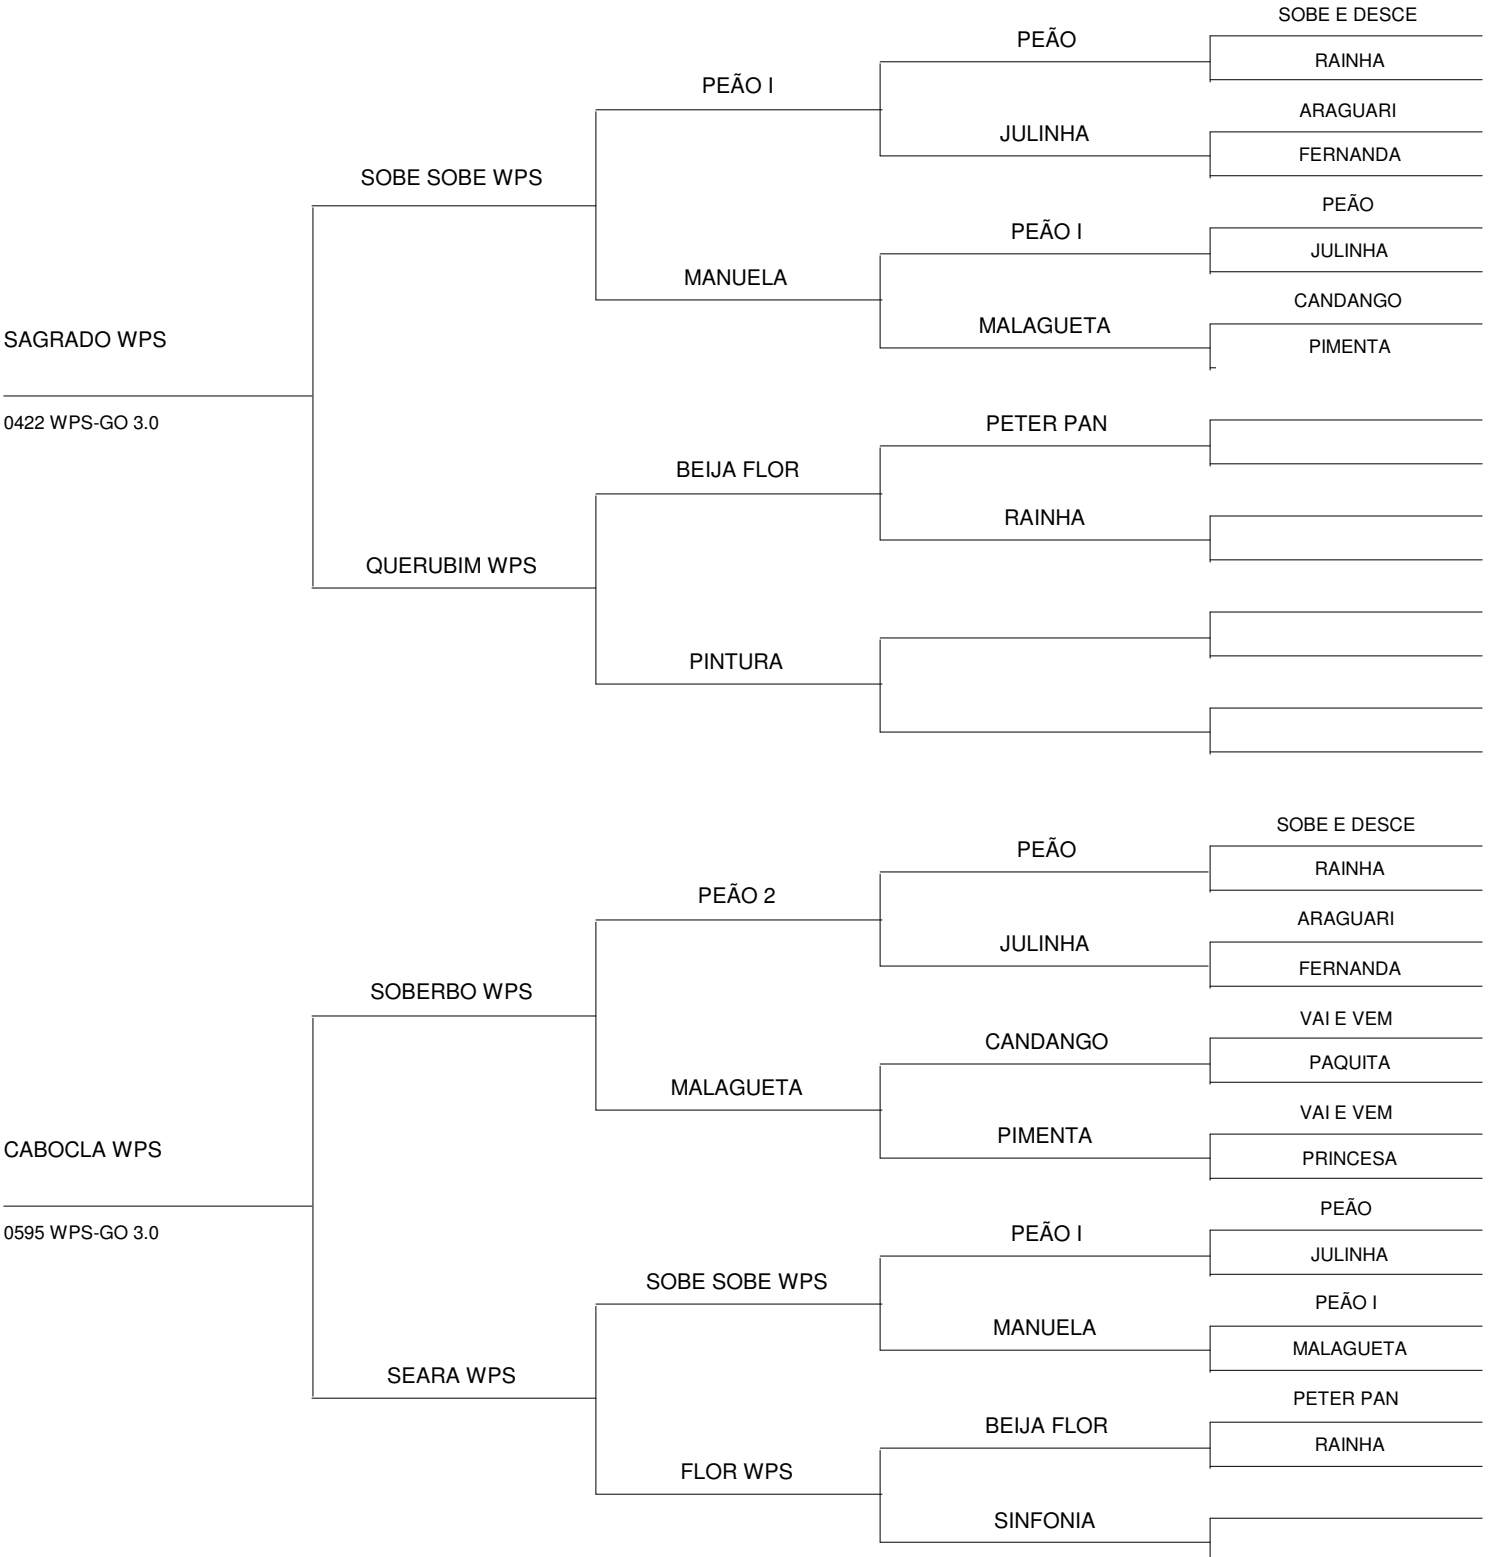 SOBE E DESCE
PEÃO
RAINHA
PEÃO I
ARAGUARI
JULINHA
FERNANDA
SOBE SOBE WPS
PEÃO
PEÃO I
JULINHA
MANUELA
CANDANGO
MALAGUETA
SAGRADO WPS
PIMENTA
0422 WPS-GO 3.0
PETER PAN
BEIJA FLOR
RAINHA
QUERUBIM WPS
PINTURA
SOBE E DESCE
PEÃO
RAINHA
PEÃO 2
ARAGUARI
JULINHA
FERNANDA
SOBERBO WPS
VAI E VEM
CANDANGO
PAQUITA
MALAGUETA
VAI E VEM
PIMENTA
CABOCLA WPS
PRINCESA
PEÃO
0595 WPS-GO 3.0
PEÃO I
JULINHA
SOBE SOBE WPS
PEÃO I
MANUELA
MALAGUETA
SEARA WPS
PETER PAN
BEIJA FLOR
RAINHA
FLOR WPS
SINFONIA